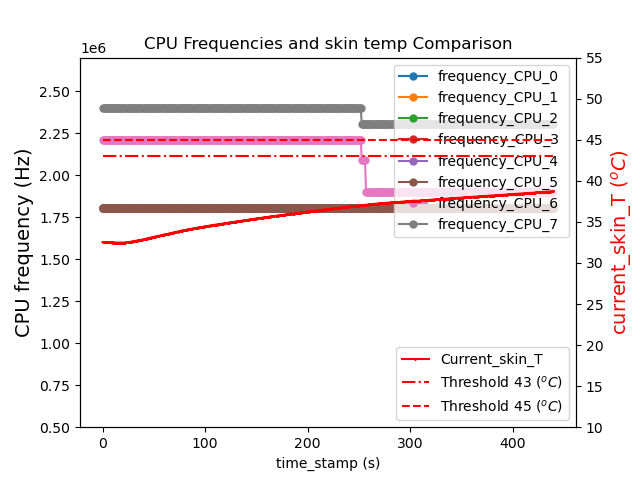 CPU Frequencies and skin temp Comparison
1e6
CPU frequency (Hz)
2.50
2.25
2.00
1.75
1.50
1.25
1.00
0.75
0.50
frequency_CPU_0
frequency_CPU_1
frequency_CPU_2
frequency_CPU_3
frequency_CPU_4
frequency_CPU_5
frequency_CPU_6
frequency_CPU_7
Current_skin_T
Threshold 43 (°C)
Threshold 45 (°C)
55
50
45
40
35
30
25
20
15
10
current_skin_T (°C)
0
100
200
300
400
time_stamp (s)